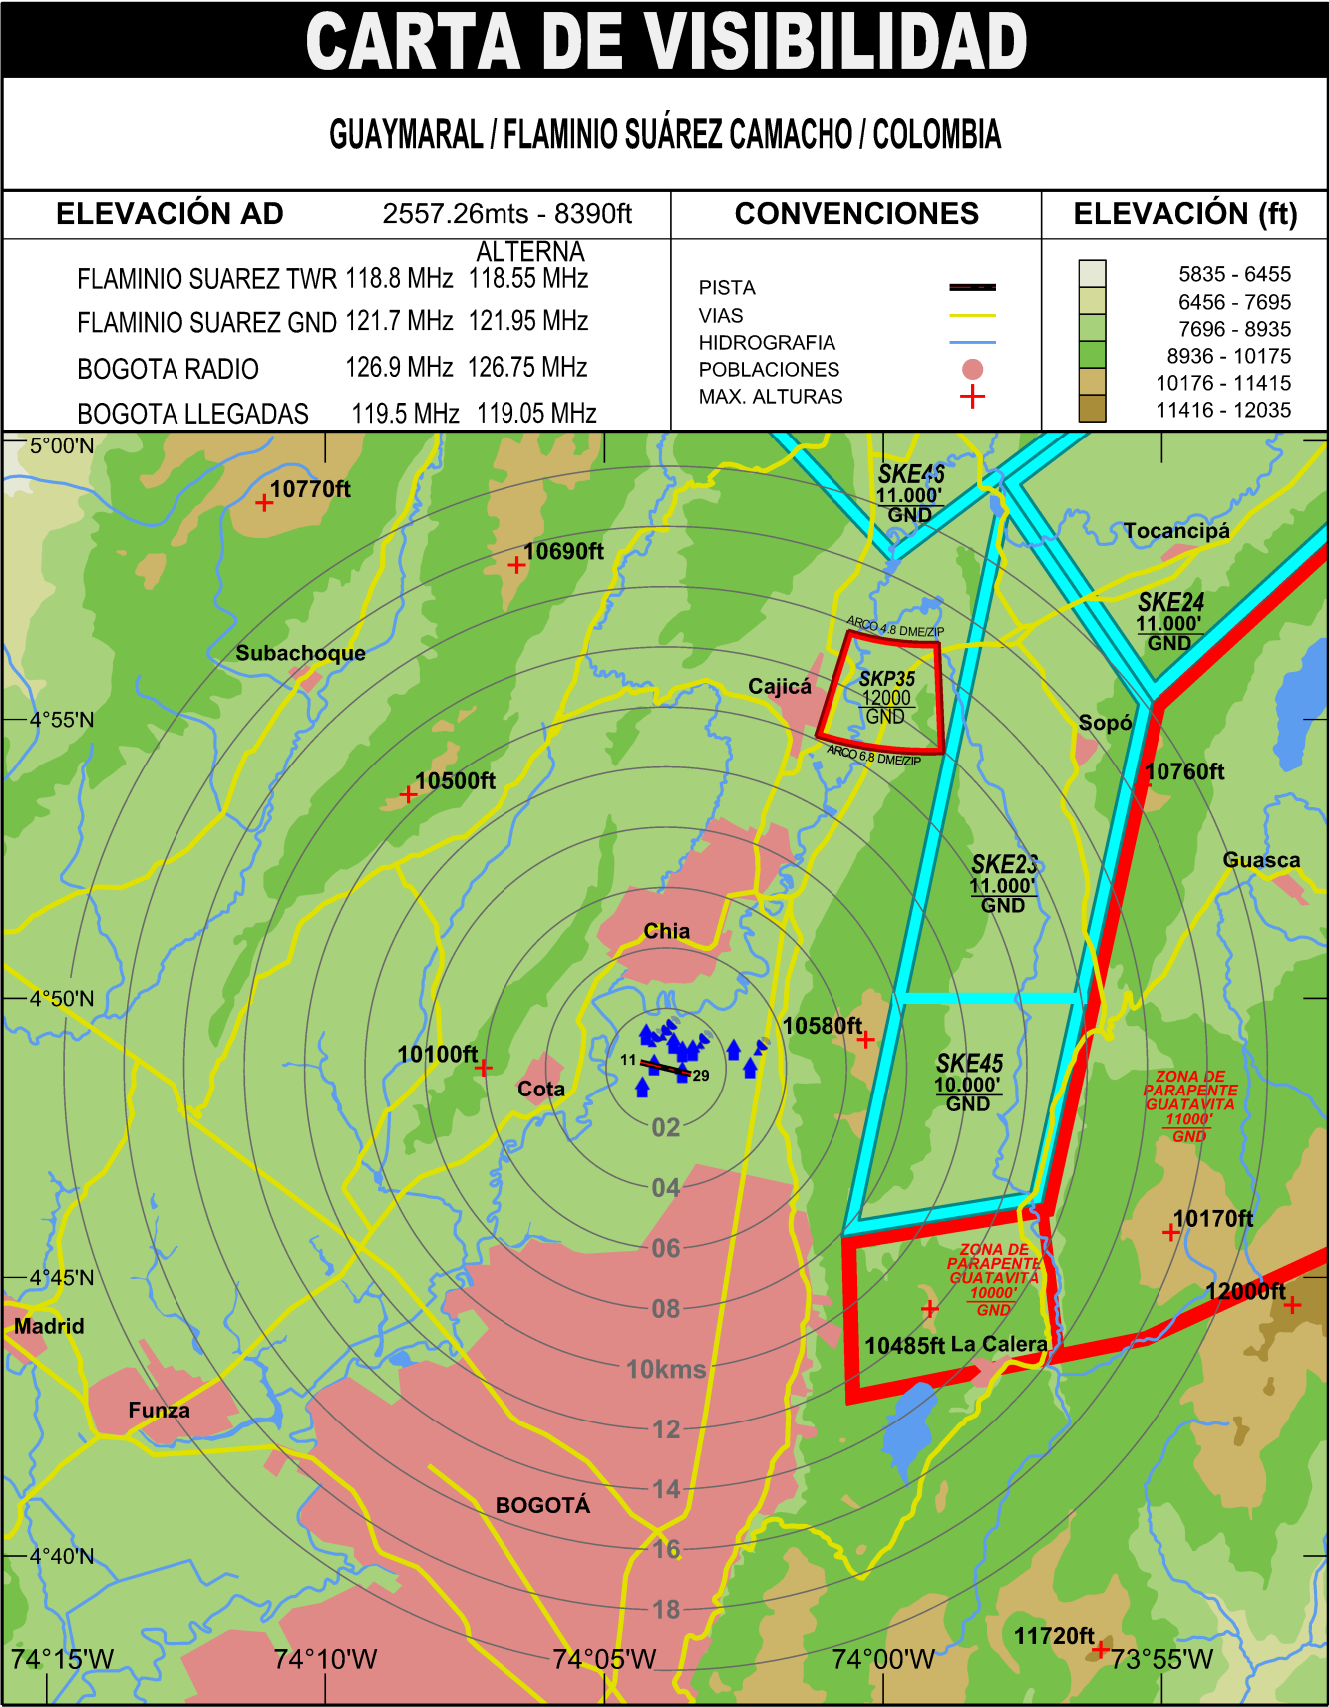 CARTA DE VISIBILIDAD
GUAYMARAL / FLAMINIO SUÁREZ CAMACHO / COLOMBIA
ELEVACIÓN AD 2557.26mts - 8390ft
ALTERNA
FLAMINIO SUAREZ TWR 118.8 MHz 118.55 MHz
FLAMINIO SUAREZ GND 121.7 MHz 121.95 MHz
BOGOTA RADIO 126.9 MHz 126.75 MHz
BOGOTA LLEGADAS 119.5 MHz 119.05 MHz
CONVENCIONES
PISTA
VIAS
HIDROGRAFIA
POBLACIONES
MAX. ALTURAS
ELEVACIÓN (ft)
5835 - 6455
6456 - 7695
7696 - 8935
8936 - 10175
10176 - 11415
11416 - 12035
5°00'N
10770ft
10690ft
SKE46
11.000'
GND
Tocancipá
SKE24
11.000'
GND
ARCO 4.8 DME/ZIP
Subachoque
Cajicá
SKP35
12000
GND
ARCO 6.8 DME/ZIP
4°55'N
Sopó
10760ft
10500ft
SKE23
11.000'
GND
Guasca
Chia
4°50'N
10580ft
10100ft
Cota
11
29
SKE45
10.000'
GND
ZONA DE
PARAPENTE
GUATAVITA
11000'
GND
02
04
06
08
10kms
12
14
16
18
10170ft
4°45'N
ZONA DE
PARAPENTE
GUATAVITA
10000'
GND
12000ft
Madrid
10485ft
La Calera
Funza
BOGOTÁ
4°40'N
11720ft
74°15'W
74°10'W
74°05'W
74°00'W
73°55'W